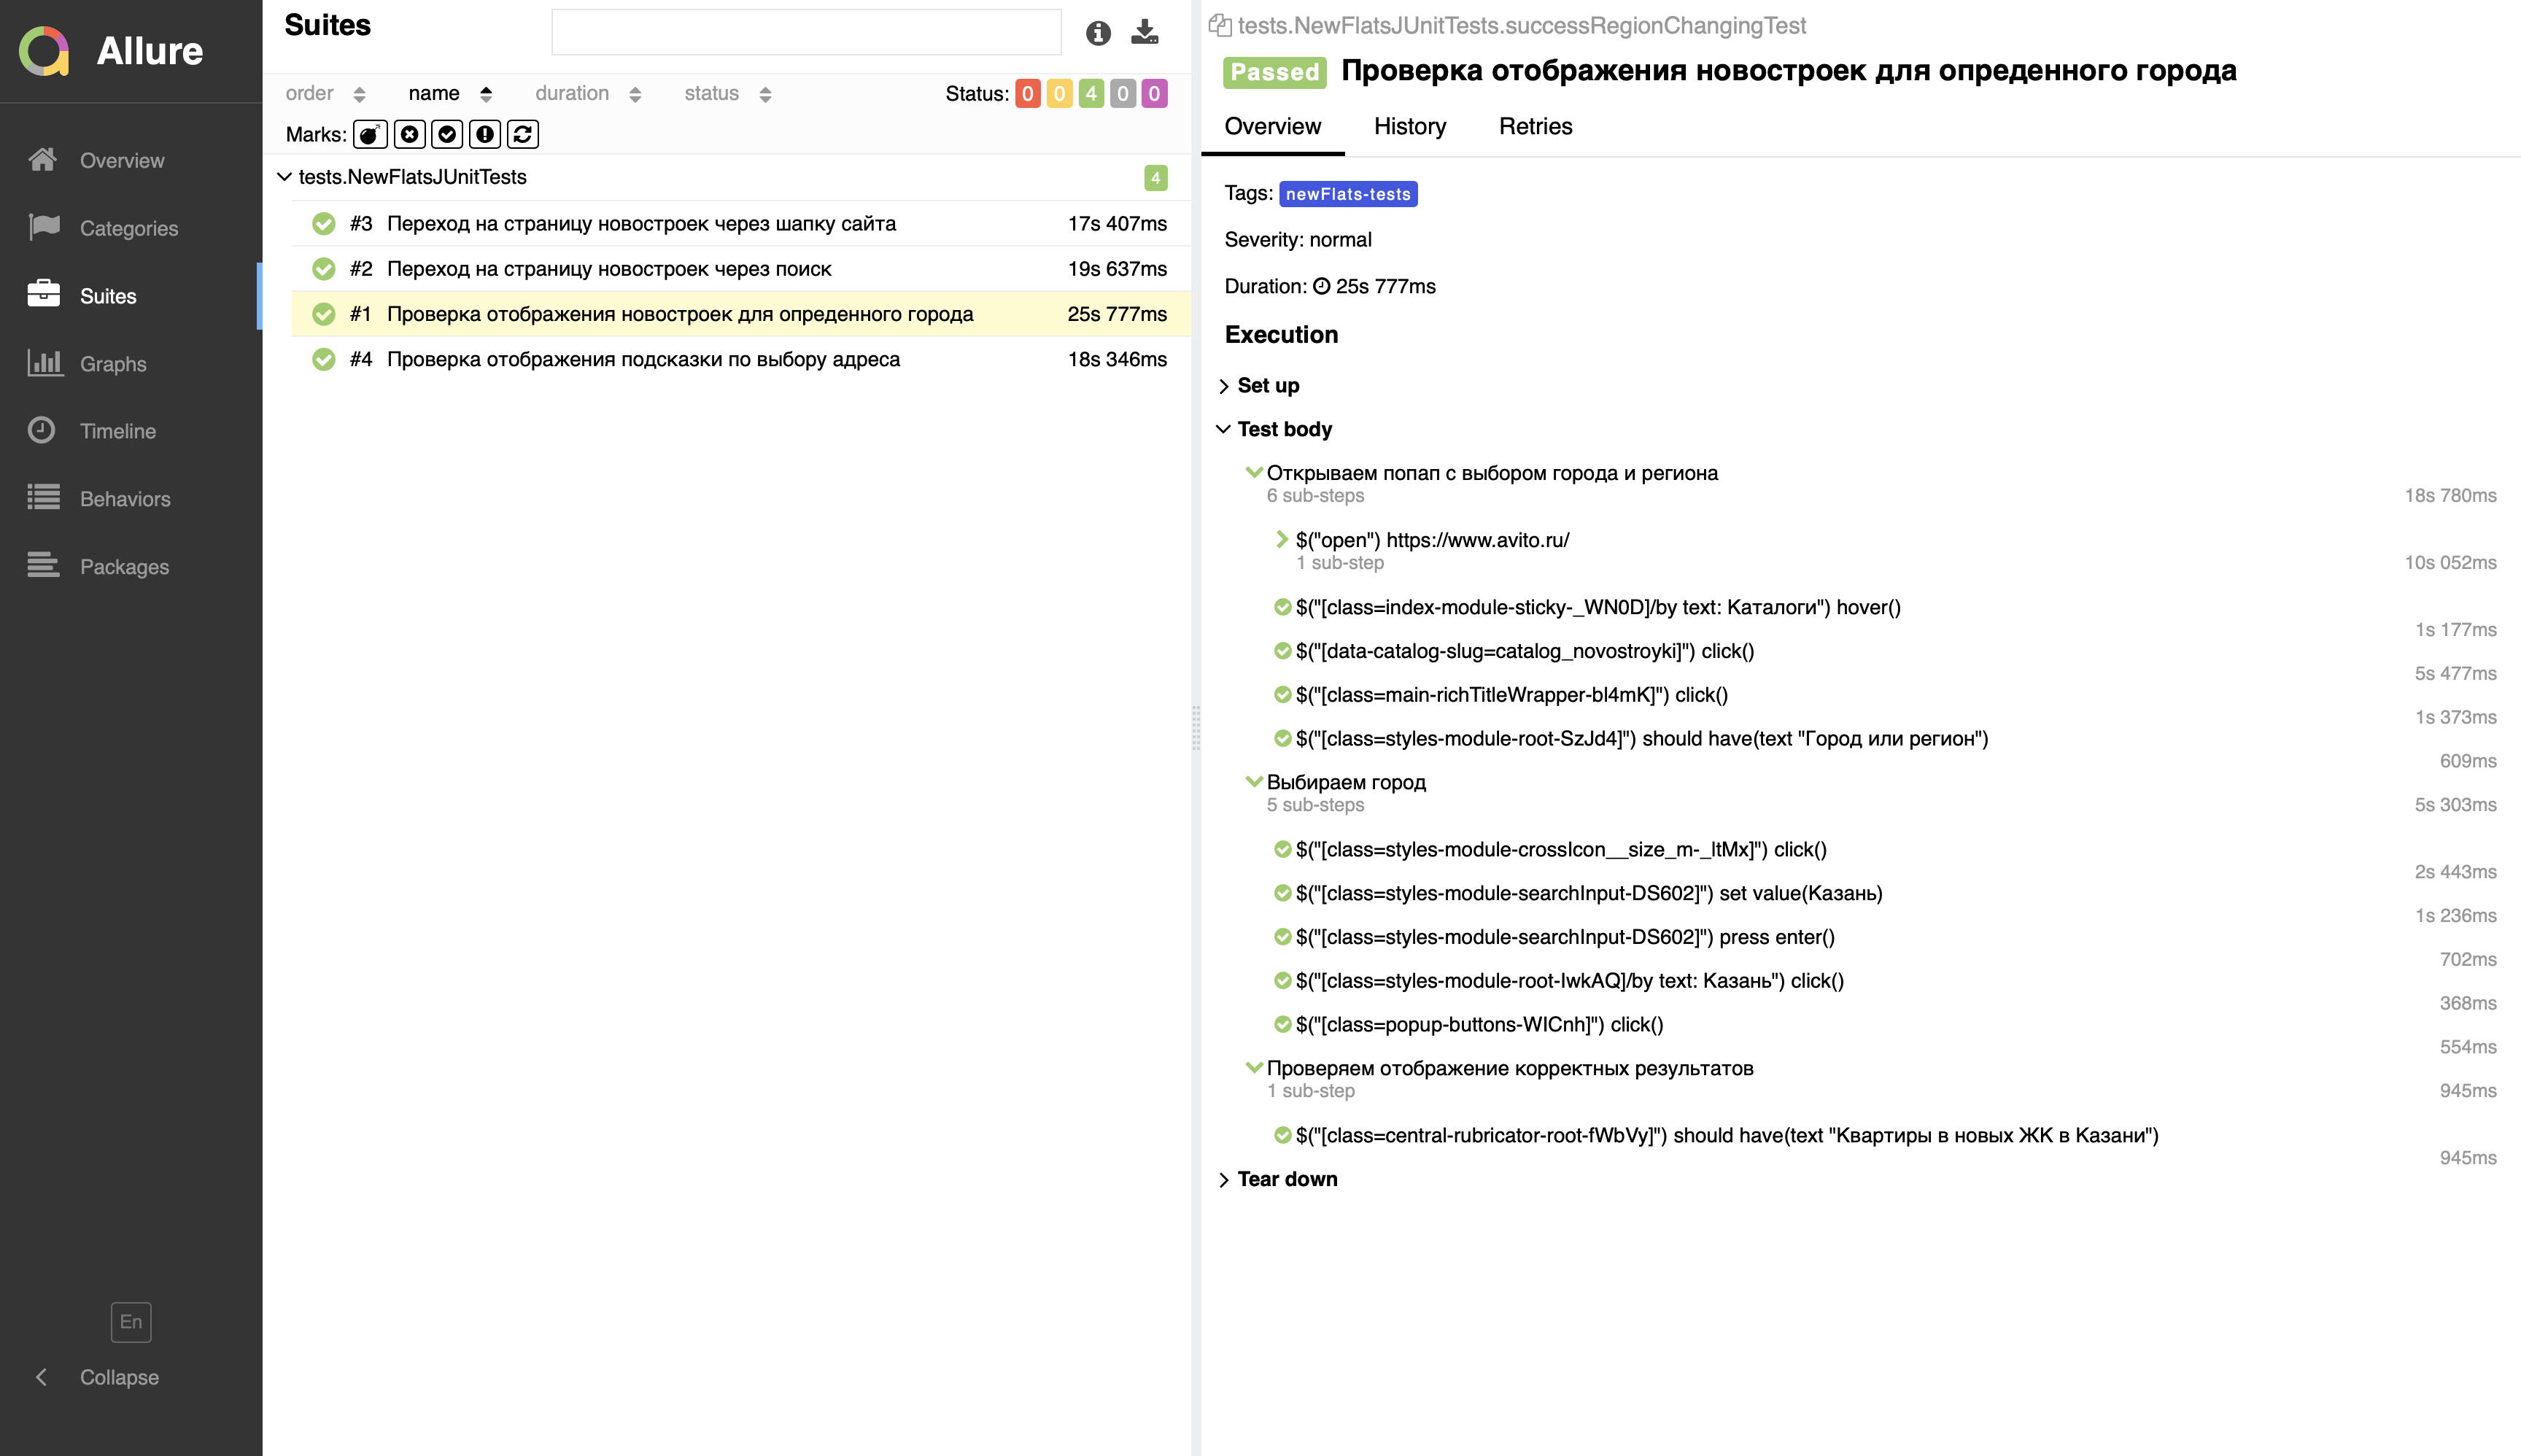 Allure
Overview
Categories
Suites
Graphs
Timeline
Behaviors
Packages
En
Collapse
Suites
order name duration status Status: 0 0 4 0 0
Marks:
tests.NewFlatsJUnitTests 4
#3 Переход на страницу новостроек через шапку сайта 17s 407ms
#2 Переход на страницу новостроек через поиск 19s 637ms
#1 Проверка отображения новостроек для опреденного города 25s 777ms
#4 Проверка отображения подсказки по выбору адреса 18s 346ms
tests.NewFlatsJUnitTests.successRegionChangingTest
Passed Проверка отображения новостроек для опреденного города
Overview History Retries
Tags: newFlats-tests
Severity: normal
Duration: 25s 777ms
Execution
Set up
Test body
Открываем попап с выбором города и региона
6 sub-steps 18s 780ms
$("open") https://www.avito.ru/
1 sub-step 10s 052ms
$("[class=index-module-sticky-_WN0D]/by text: Каталоги") hover()
1s 177ms
$("[data-catalog-slug=catalog_novostroyki]") click()
5s 477ms
$("[class=main-richTitleWrapper-bl4mK]") click()
1s 373ms
$("[class=styles-module-root-SzJd4]") should have(text "Город или регион")
609ms
Выбираем город
5 sub-steps 5s 303ms
$("[class=styles-module-crossIcon__size_m-_ltMx]") click()
2s 443ms
$("[class=styles-module-searchInput-DS602]") set value(Казань)
1s 236ms
$("[class=styles-module-searchInput-DS602]") press enter()
702ms
$("[class=styles-module-root-IwkAQ]/by text: Казань") click()
368ms
$("[class=popup-buttons-WICnh]") click()
554ms
Проверяем отображение корректных результатов
1 sub-step 945ms
$("[class=central-rubricator-root-fWbVy]") should have(text "Квартиры в новых ЖК в Казани")
945ms
Tear down